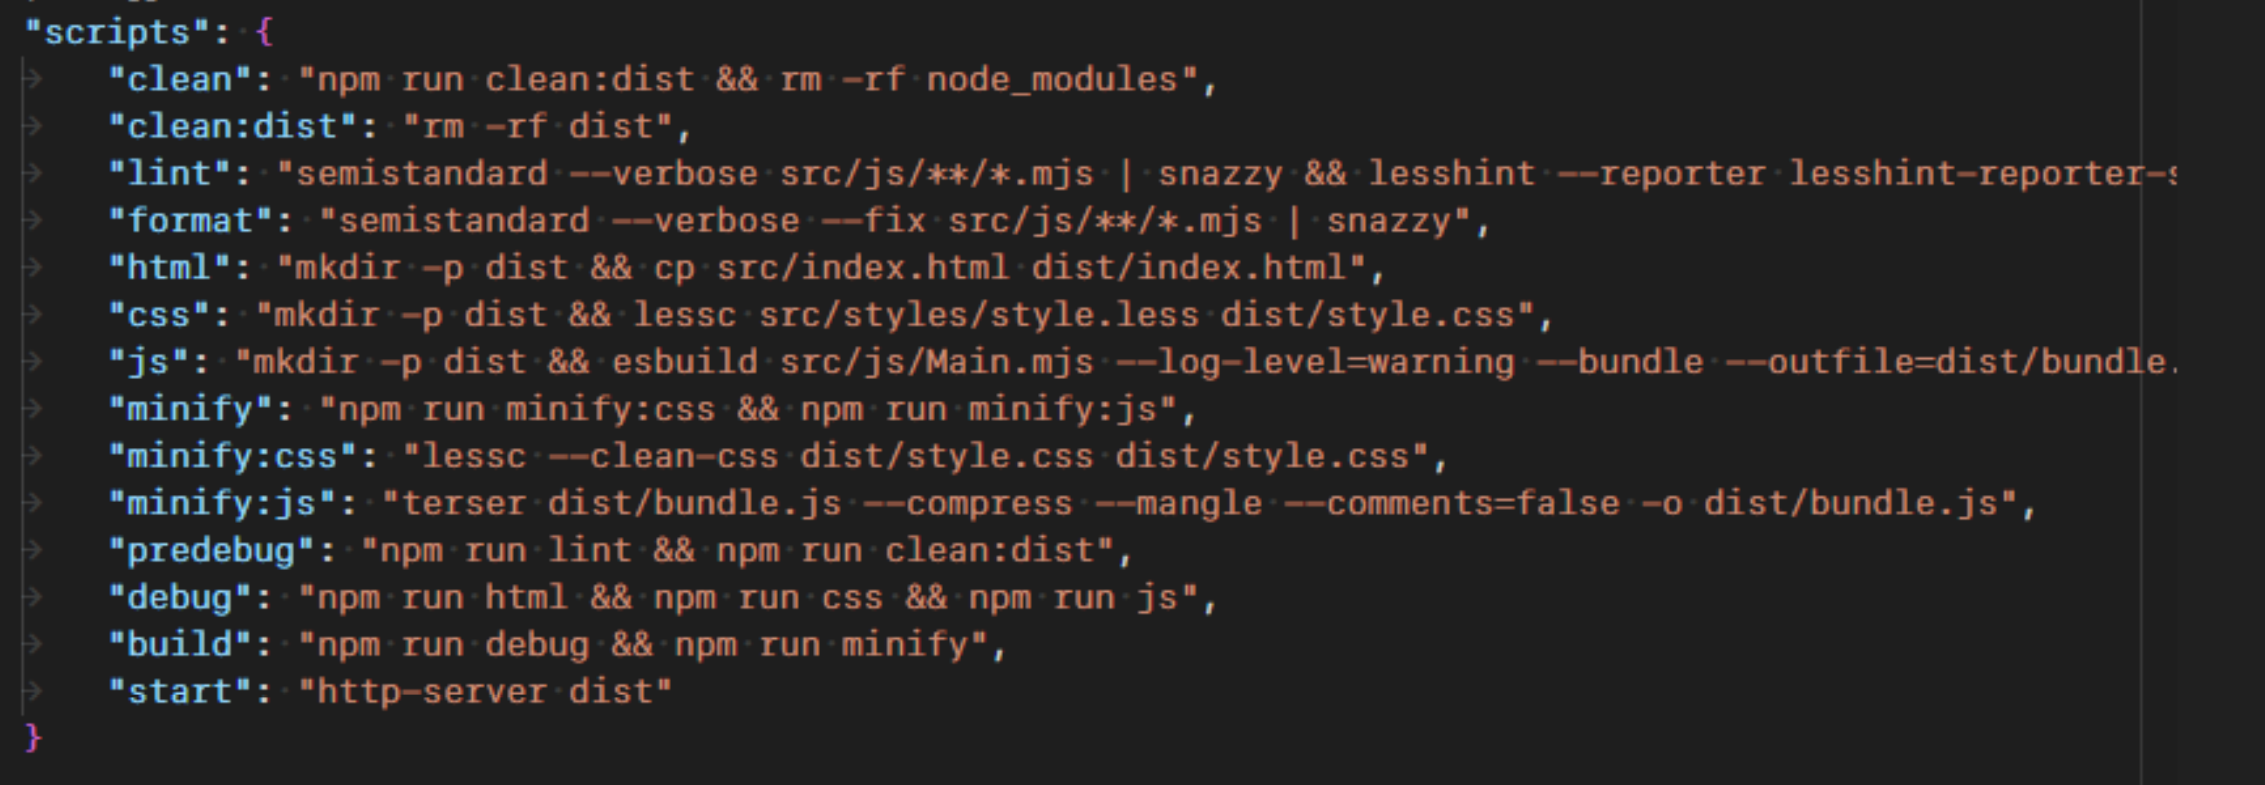 "scripts": {
"clean": "npm run clean:dist && rm -rf node_modules",
"clean:dist": "rm -rf dist",
"lint": "semistandard --verbose src/js/**/*.mjs | snazzy && lesshint --reporter lesshint-reporter-s
"format": "semistandard --verbose --fix src/js/**/*.mjs | snazzy",
"html": "mkdir -p dist && cp src/index.html dist/index.html",
"css": "mkdir -p dist && lessc src/styles/style.less dist/style.css",
"js": "mkdir -p dist && esbuild src/js/Main.mjs --log-level=warning --bundle --outfile=dist/bundle.
"minify": "npm run minify:css && npm run minify:js",
"minify:css": "lessc --clean-css dist/style.css dist/style.css",
"minify:js": "terser dist/bundle.js --compress --mangle --comments=false -o dist/bundle.js",
"predebug": "npm run lint && npm run clean:dist",
"debug": "npm run html && npm run css && npm run js",
"build": "npm run debug && npm run minify",
"start": "http-server dist"
}